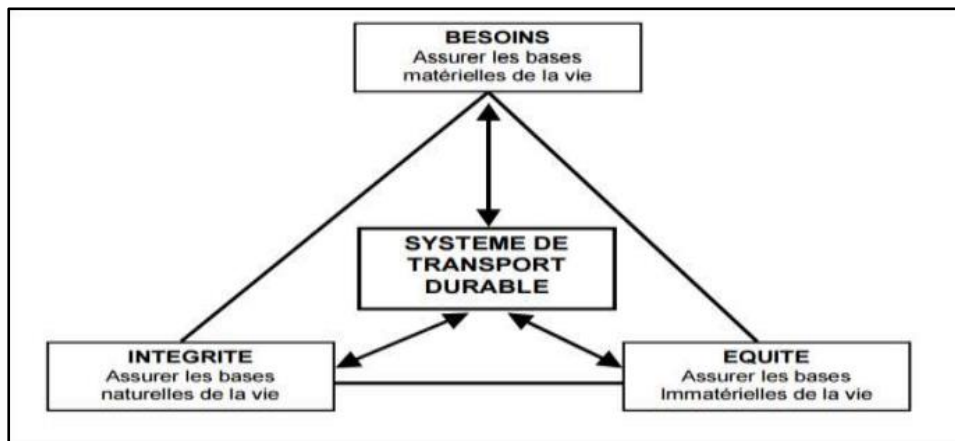 BESOINS
Assurer les bases
matérielles de la vie
SYSTEME DE
TRANSPORT
DURABLE
INTEGRITE
Assurer les bases
naturelles de la vie
EQUITE
Assurer les bases
Immatérielles de la vie